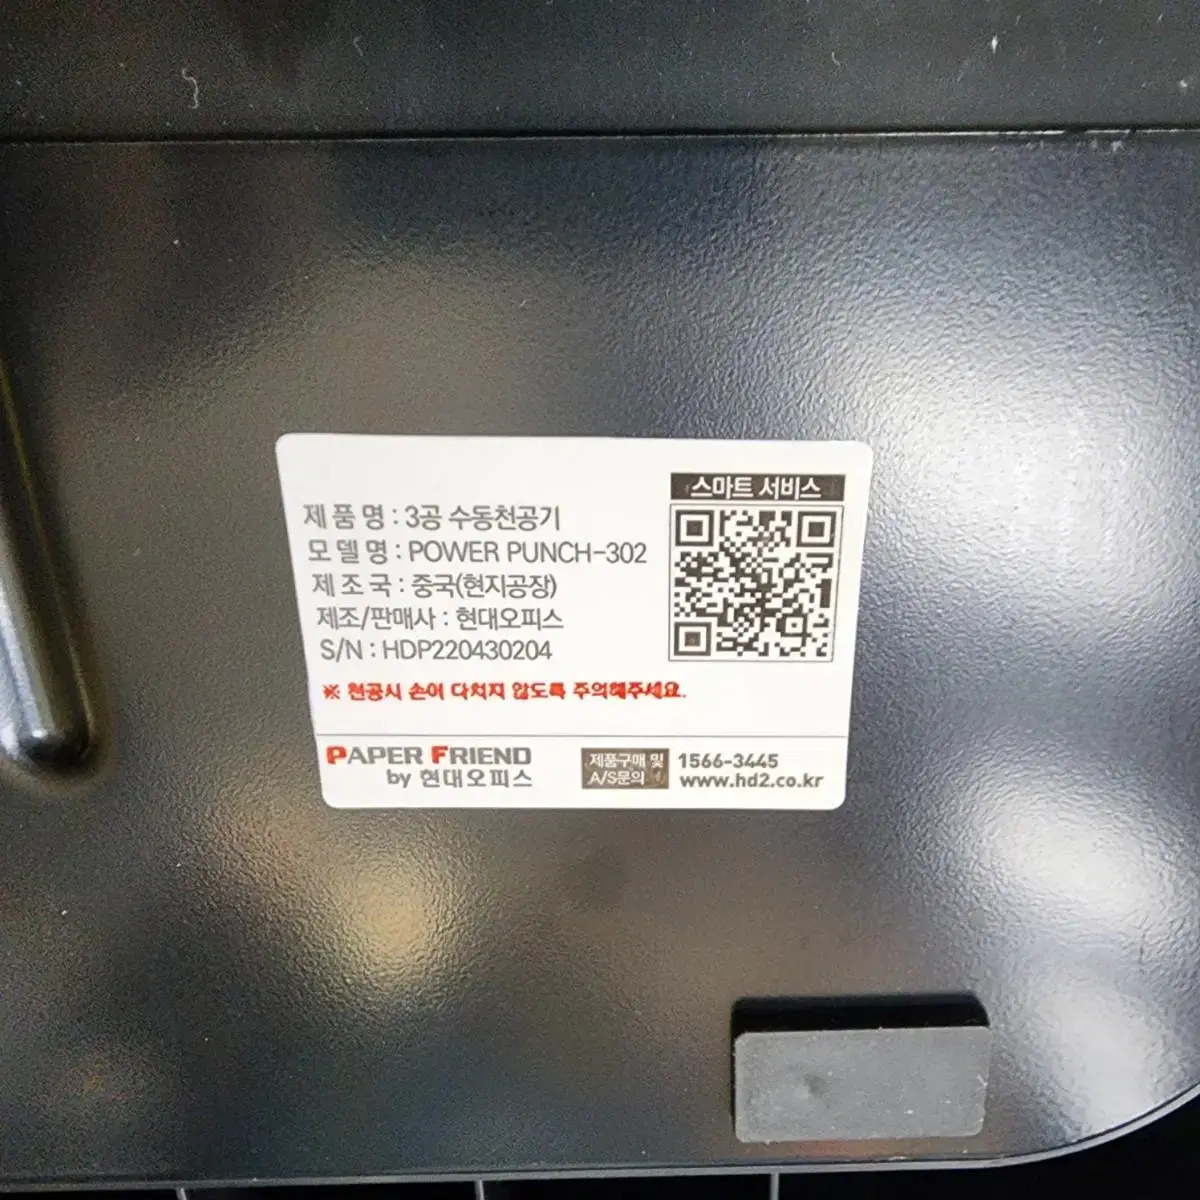 제품명 : 3공 수동천공기
모델명 : POWER PUNCH-302
제조국 : 중국(현지공장)
제조/판매사 : 현대오피스
S/N : HDP220430204
스마트 서비스
※ 천공시 손이 다치지 않도록 주의해주세요.
PAPER FRIEND
by 현대오피스
제품구매 및
A/S문의
1566-3445
www.hd2.co.kr